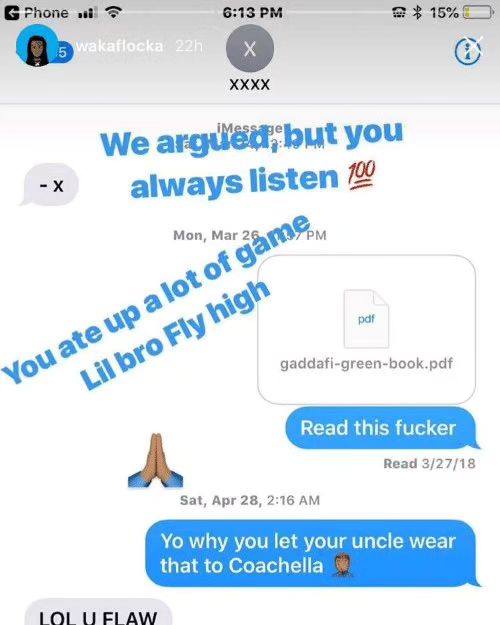 Phone 6:13 PM 15%
5 wakaflocka 22h X
XXXX
iMessage
We argued, but you
always listen 💯
- X
Mon, Mar 26, PM
You ate up a lot of game
Lil bro Fly high
pdf
gaddafi-green-book.pdf
Read this fucker
Read 3/27/18
Sat, Apr 28, 2:16 AM
Yo why you let your uncle wear
that to Coachella 🤦🏾‍♂️
LOL U FLAW